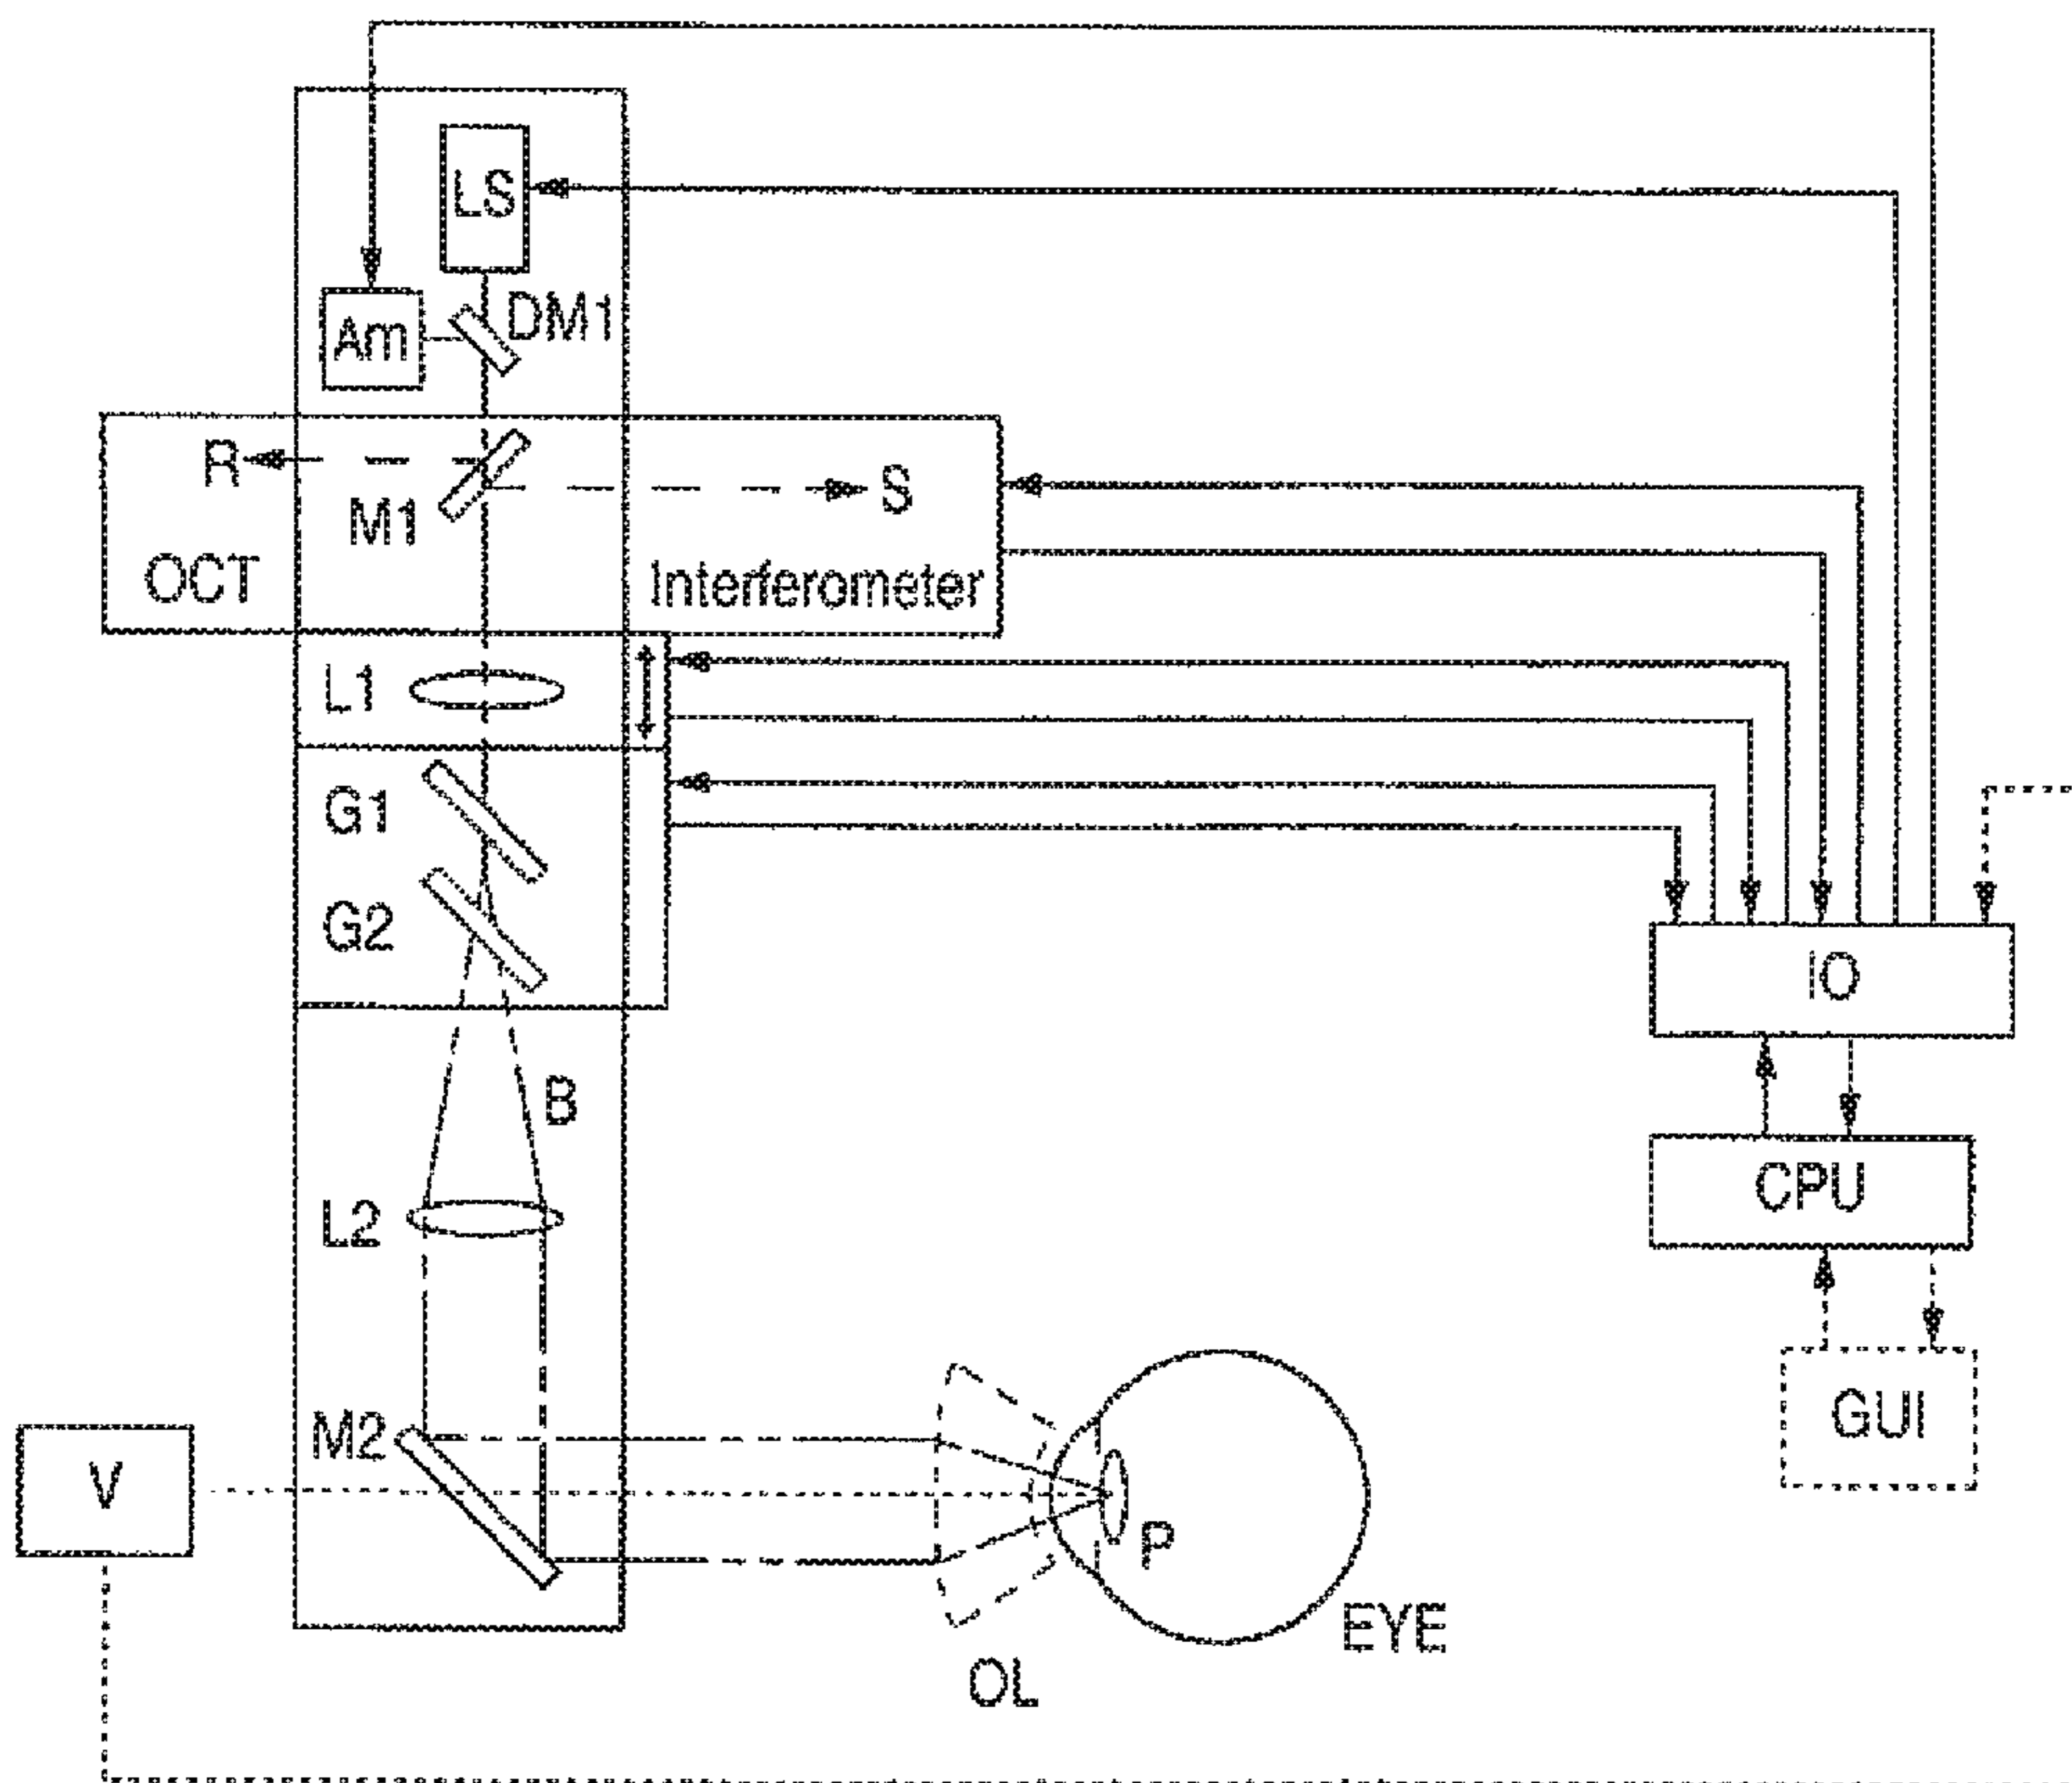 LS
DM1
Am
R
S
M1
OCT
Interferometer
L1
G1
G2
IO
B
CPU
L2
GUI
M2
V
P
EYE
OL